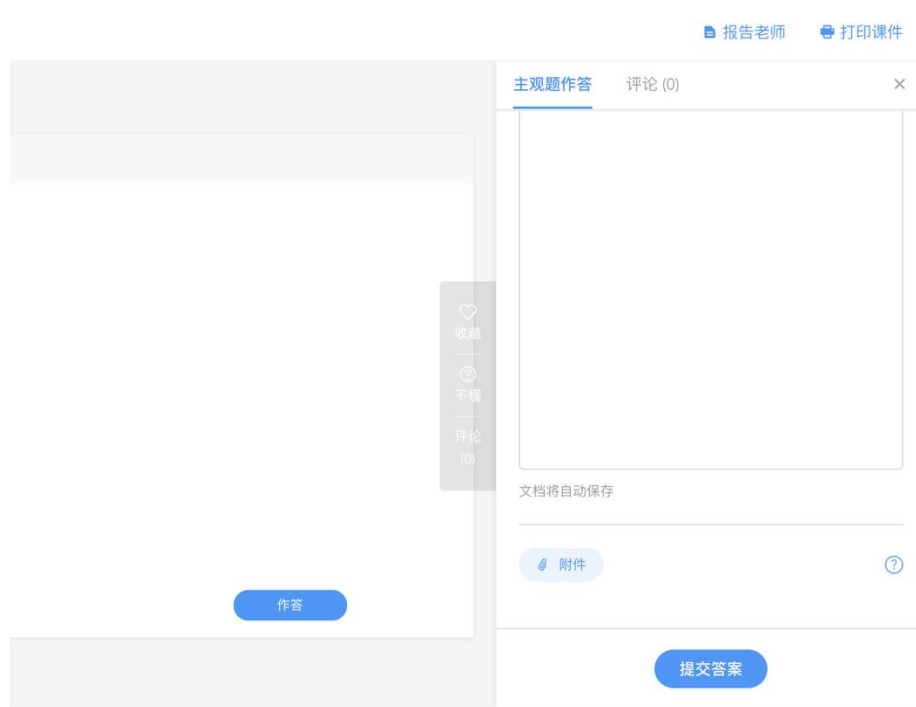 报告老师 打印课件
主观题作答 评论 (0)
收藏
不懂
评论
(0)
文档将自动保存
附件
作答
提交答案